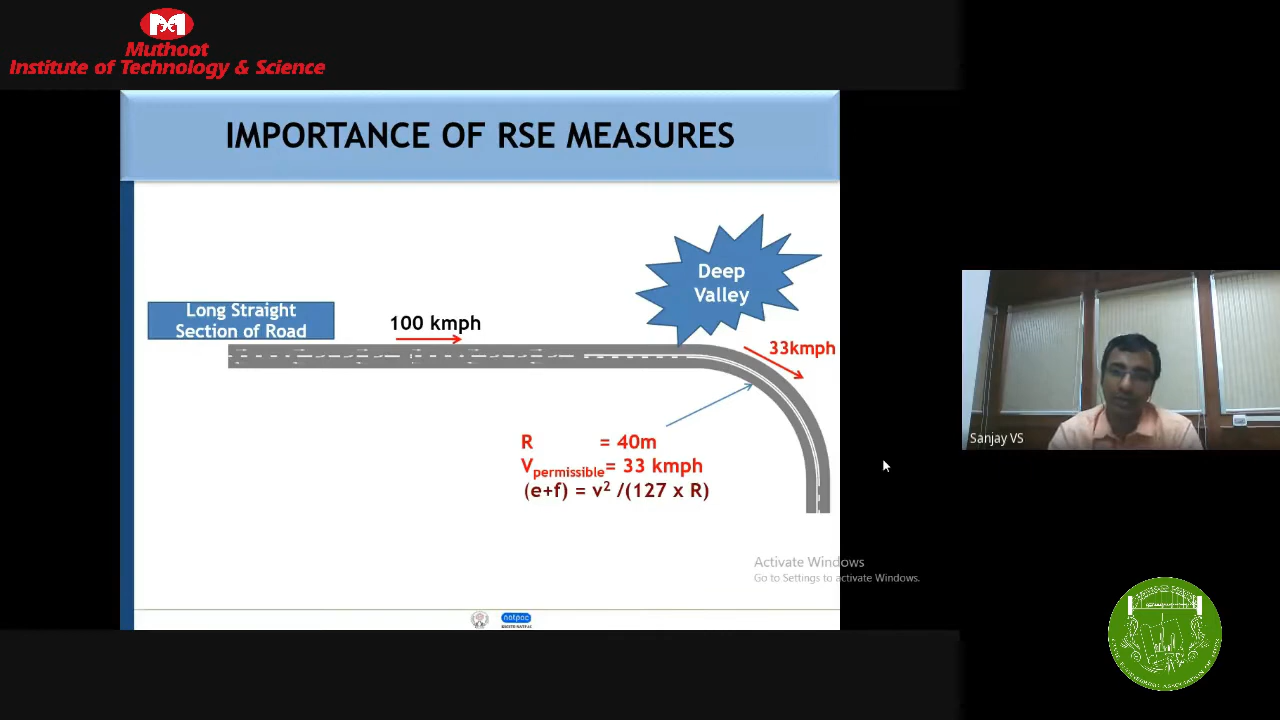 Muthoot
Institute of Technology & Science
IMPORTANCE OF RSE MEASURES
Deep
Valley
Long Straight
Section of Road
100 kmph
33kmph
R = 40m
Vpermissible= 33 kmph
(e+f) = v² /(127 x R)
Sanjay VS
Activate Windows
Go to Settings to activate Windows.
natpac